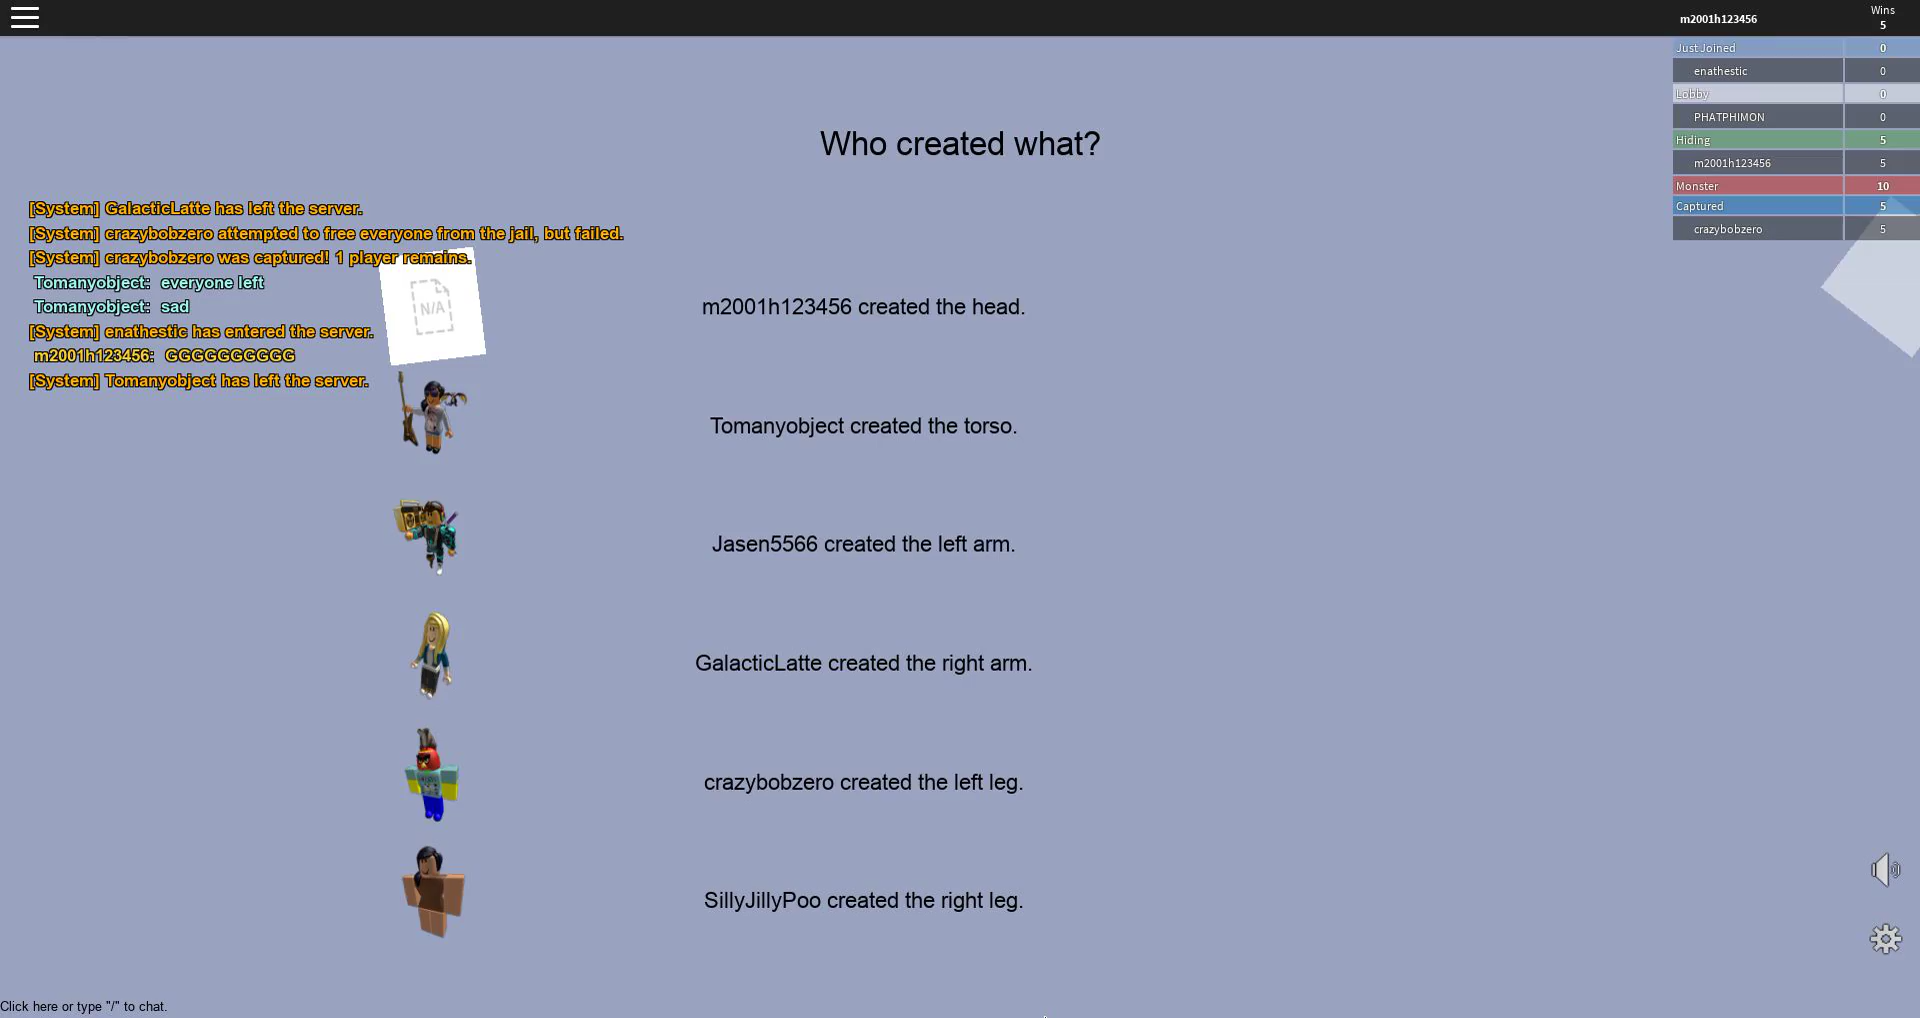 m2001h123456 Wins
5
JustJoined 0
enathestic 0
Lobby 0
PHATPHIMON 0
Hiding 5
m2001h123456 5
Monster 10
Captured 5
crazybobzero 5
Who created what?
[System] GalacticLatte has left the server.
[System] crazybobzero attempted to free everyone from the jail, but failed.
[System] crazybobzero was captured! 1 player remains.
Tomanyobject: everyone left
Tomanyobject: sad
[System] enathestic has entered the server.
m2001h123456: GGGGGGGGGG
[System] Tomanyobject has left the server.
N/A
m2001h123456 created the head.
Tomanyobject created the torso.
Jasen5566 created the left arm.
GalacticLatte created the right arm.
crazybobzero created the left leg.
SillyJillyPoo created the right leg.
Click here or type "/" to chat.